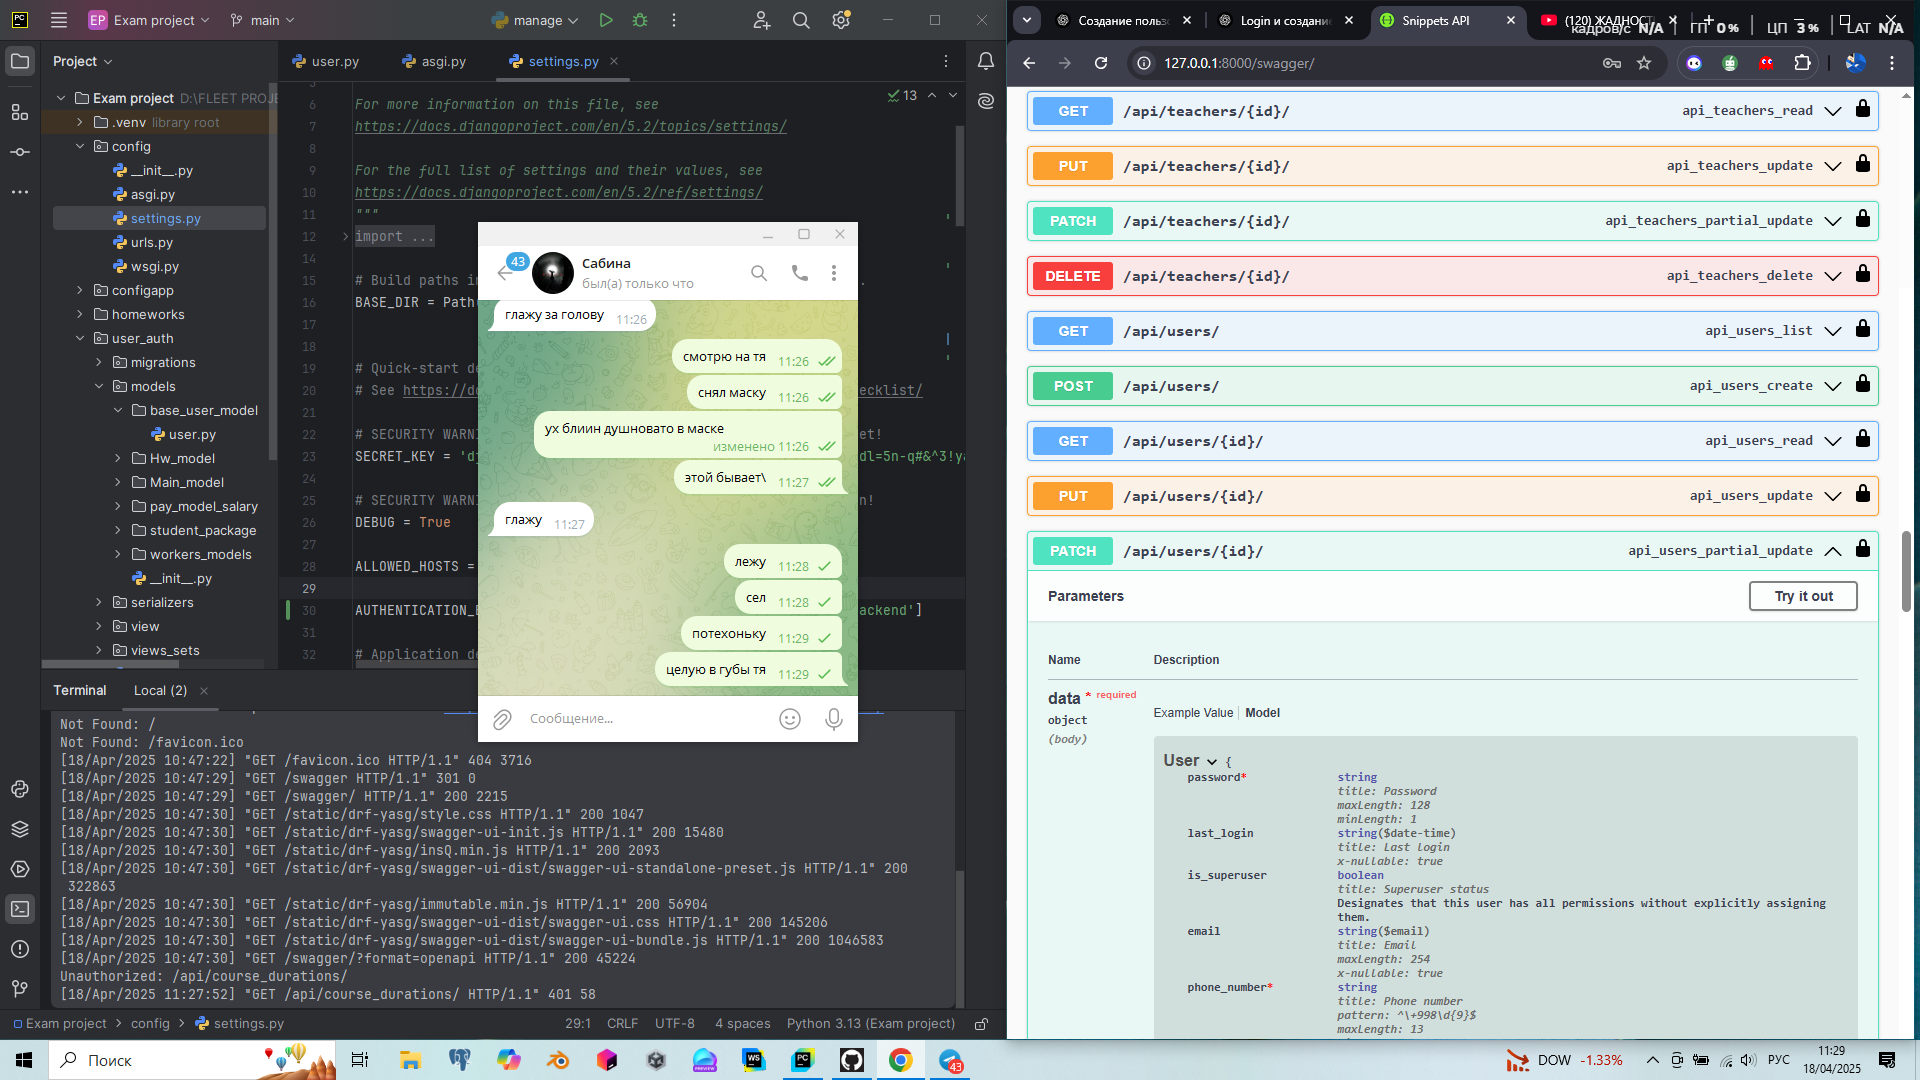 EP Exam project
main
manage
Project
Exam project D:\FLEET PROJ
.venv library root
config
__init__.py
asgi.py
settings.py
urls.py
wsgi.py
configapp
homeworks
user_auth
migrations
models
base_user_model
user.py
Hw_model
Main_model
pay_model_salary
student_package
workers_models
__init__.py
serializers
view
views_sets
user.py
asgi.py
settings.py
13
6 For more information on this file, see
7 https://docs.djangoproject.com/en/5.2/topics/settings/
8
9 For the full list of settings and their values, see
10 https://docs.djangoproject.com/en/5.2/ref/settings/
11 """
12 import ...
14
15 # Build paths in
16 BASE_DIR = Path
17
18
19 # Quick-start de
20 # See https://do ecklist/
21
22 # SECURITY WARNI et!
23 SECRET_KEY = 'dj dl=5n-q#&^3!ya
24
25 # SECURITY WARNI n!
26 DEBUG = True
27
28 ALLOWED_HOSTS =
29
30 AUTHENTICATION_B ackend']
31
32 # Application de
43
Сабина
был(а) только что
глажу за голову 11:26
смотрю на тя 11:26
снял маску 11:26
ух блиин душновато в маске
изменено 11:26
этой бывает\ 11:27
глажу 11:27
лежу 11:28
сел 11:28
потехоньку 11:29
целую в губы тя 11:29
Сообщение...
Terminal Local (2)
Not Found: /
Not Found: /favicon.ico
[18/Apr/2025 10:47:22] "GET /favicon.ico HTTP/1.1" 404 3716
[18/Apr/2025 10:47:29] "GET /swagger HTTP/1.1" 301 0
[18/Apr/2025 10:47:29] "GET /swagger/ HTTP/1.1" 200 2215
[18/Apr/2025 10:47:30] "GET /static/drf-yasg/style.css HTTP/1.1" 200 1047
[18/Apr/2025 10:47:30] "GET /static/drf-yasg/swagger-ui-init.js HTTP/1.1" 200 15480
[18/Apr/2025 10:47:30] "GET /static/drf-yasg/insQ.min.js HTTP/1.1" 200 2093
[18/Apr/2025 10:47:30] "GET /static/drf-yasg/swagger-ui-dist/swagger-ui-standalone-preset.js HTTP/1.1" 200
322863
[18/Apr/2025 10:47:30] "GET /static/drf-yasg/immutable.min.js HTTP/1.1" 200 56904
[18/Apr/2025 10:47:30] "GET /static/drf-yasg/swagger-ui-dist/swagger-ui.css HTTP/1.1" 200 145206
[18/Apr/2025 10:47:30] "GET /static/drf-yasg/swagger-ui-dist/swagger-ui-bundle.js HTTP/1.1" 200 1046583
[18/Apr/2025 10:47:30] "GET /swagger/?format=openapi HTTP/1.1" 200 45224
Unauthorized: /api/course_durations/
[18/Apr/2025 11:27:52] "GET /api/course_durations/ HTTP/1.1" 401 58
Exam project > config > settings.py
29:1 CRLF UTF-8 4 spaces Python 3.13 (Exam project)
Создание польз
Login и создани
Snippets API
(120) ЖАДНОСТ
кадров/с N/A ГП 0% ЦП 3% LAT N/A
127.0.0.1:8000/swagger/
GET /api/teachers/{id}/ api_teachers_read
PUT /api/teachers/{id}/ api_teachers_update
PATCH /api/teachers/{id}/ api_teachers_partial_update
DELETE /api/teachers/{id}/ api_teachers_delete
GET /api/users/ api_users_list
POST /api/users/ api_users_create
GET /api/users/{id}/ api_users_read
PUT /api/users/{id}/ api_users_update
PATCH /api/users/{id}/ api_users_partial_update
Parameters
Try it out
Name Description
data * required
object
(body)
Example Value Model
User {
password* string
title: Password
maxLength: 128
minLength: 1
last_login string($date-time)
title: Last login
x-nullable: true
is_superuser boolean
title: Superuser status
Designates that this user has all permissions without explicitly assigning
them.
email string($email)
title: Email
maxLength: 254
x-nullable: true
phone_number* string
title: Phone number
pattern: ^\+998\d{9}$
maxLength: 13
Поиск
PREVIEW
WS
PC
43
DOW -1.33%
РУС
11:29
18/04/2025